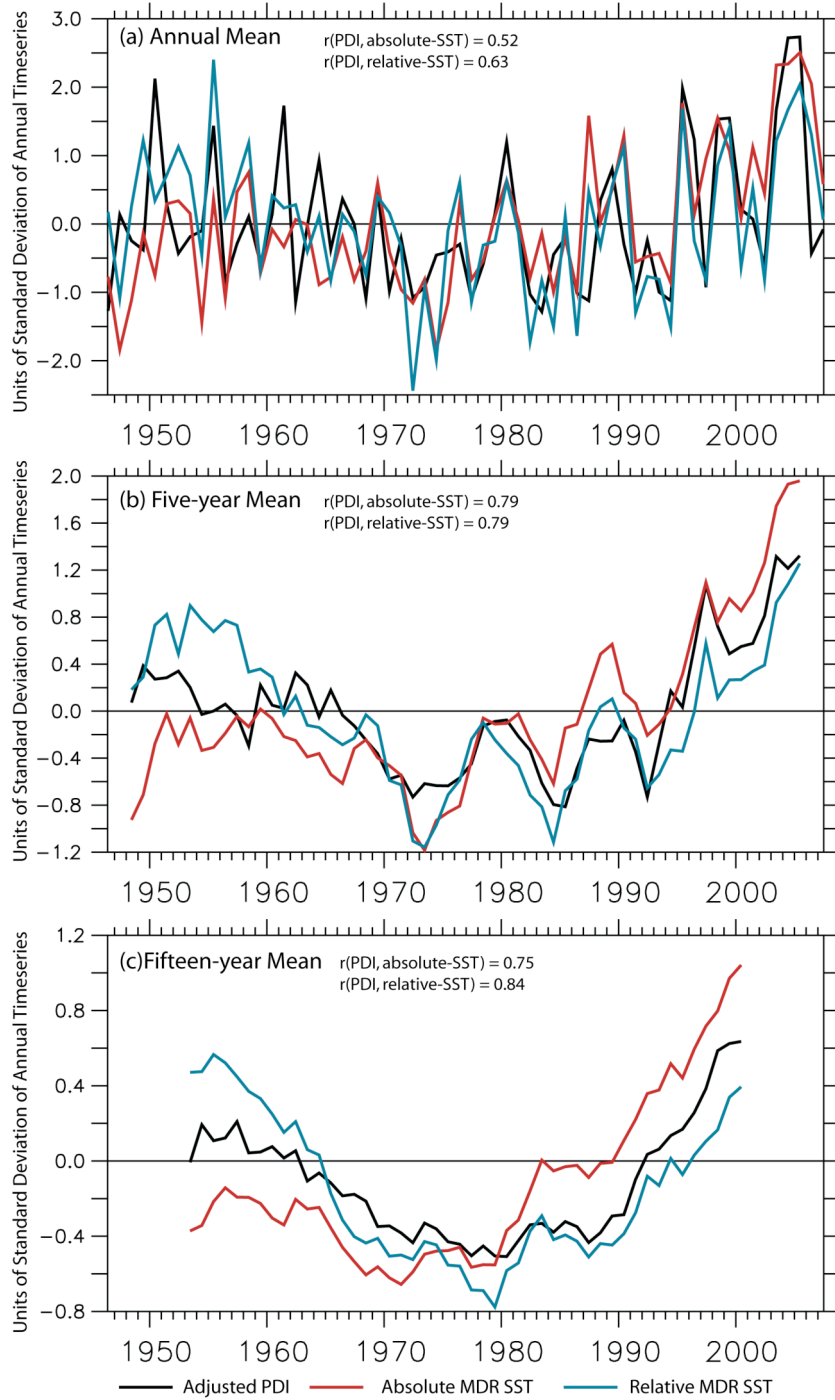 (a) Annual Mean
r(PDI, absolute-SST) = 0.52
r(PDI, relative-SST) = 0.63
Units of Standard Deviation of Annual Timeseries
3.0
2.0
1.0
0.0
−1.0
−2.0
1950 1960 1970 1980 1990 2000
(b) Five-year Mean
r(PDI, absolute-SST) = 0.79
r(PDI, relative-SST) = 0.79
Units of Standard Deviation of Annual Timeseries
2.0
1.6
1.2
0.8
0.4
0.0
−0.4
−0.8
−1.2
1950 1960 1970 1980 1990 2000
(c)Fifteen-year Mean
r(PDI, absolute-SST) = 0.75
r(PDI, relative-SST) = 0.84
Units of Standard Deviation of Annual Timeseries
1.2
0.8
0.4
0.0
−0.4
−0.8
1950 1960 1970 1980 1990 2000
Adjusted PDI Absolute MDR SST Relative MDR SST